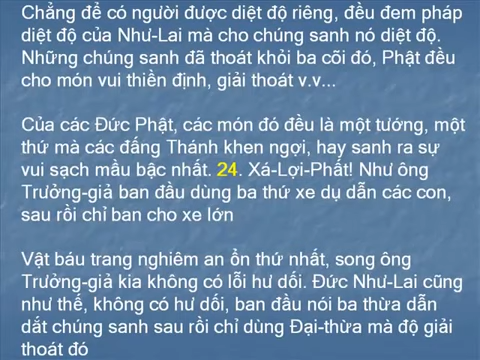 Chẳng để có người được diệt độ riêng, đều đem pháp
diệt độ của Như-Lai mà cho chúng sanh nó diệt độ.
Những chúng sanh đã thoát khỏi ba cõi đó, Phật đều
cho món vui thiền định, giải thoát v.v...
Của các Đức Phật, các món đó đều là một tướng, một
thứ mà các đấng Thánh khen ngợi, hay sanh ra sự
vui sạch mầu bậc nhất. 24. Xá-Lợi-Phất! Như ông
Trưởng-giả ban đầu dùng ba thứ xe dụ dẫn các con,
sau rồi chỉ ban cho xe lớn
Vật báu trang nghiêm an ổn thứ nhất, song ông
Trưởng-giả kia không có lỗi hư dối. Đức Như-Lai cũng
như thế, không có hư dối, ban đầu nói ba thừa dẫn
dắt chúng sanh sau rồi chỉ dùng Đại-thừa mà độ giải
thoát đó